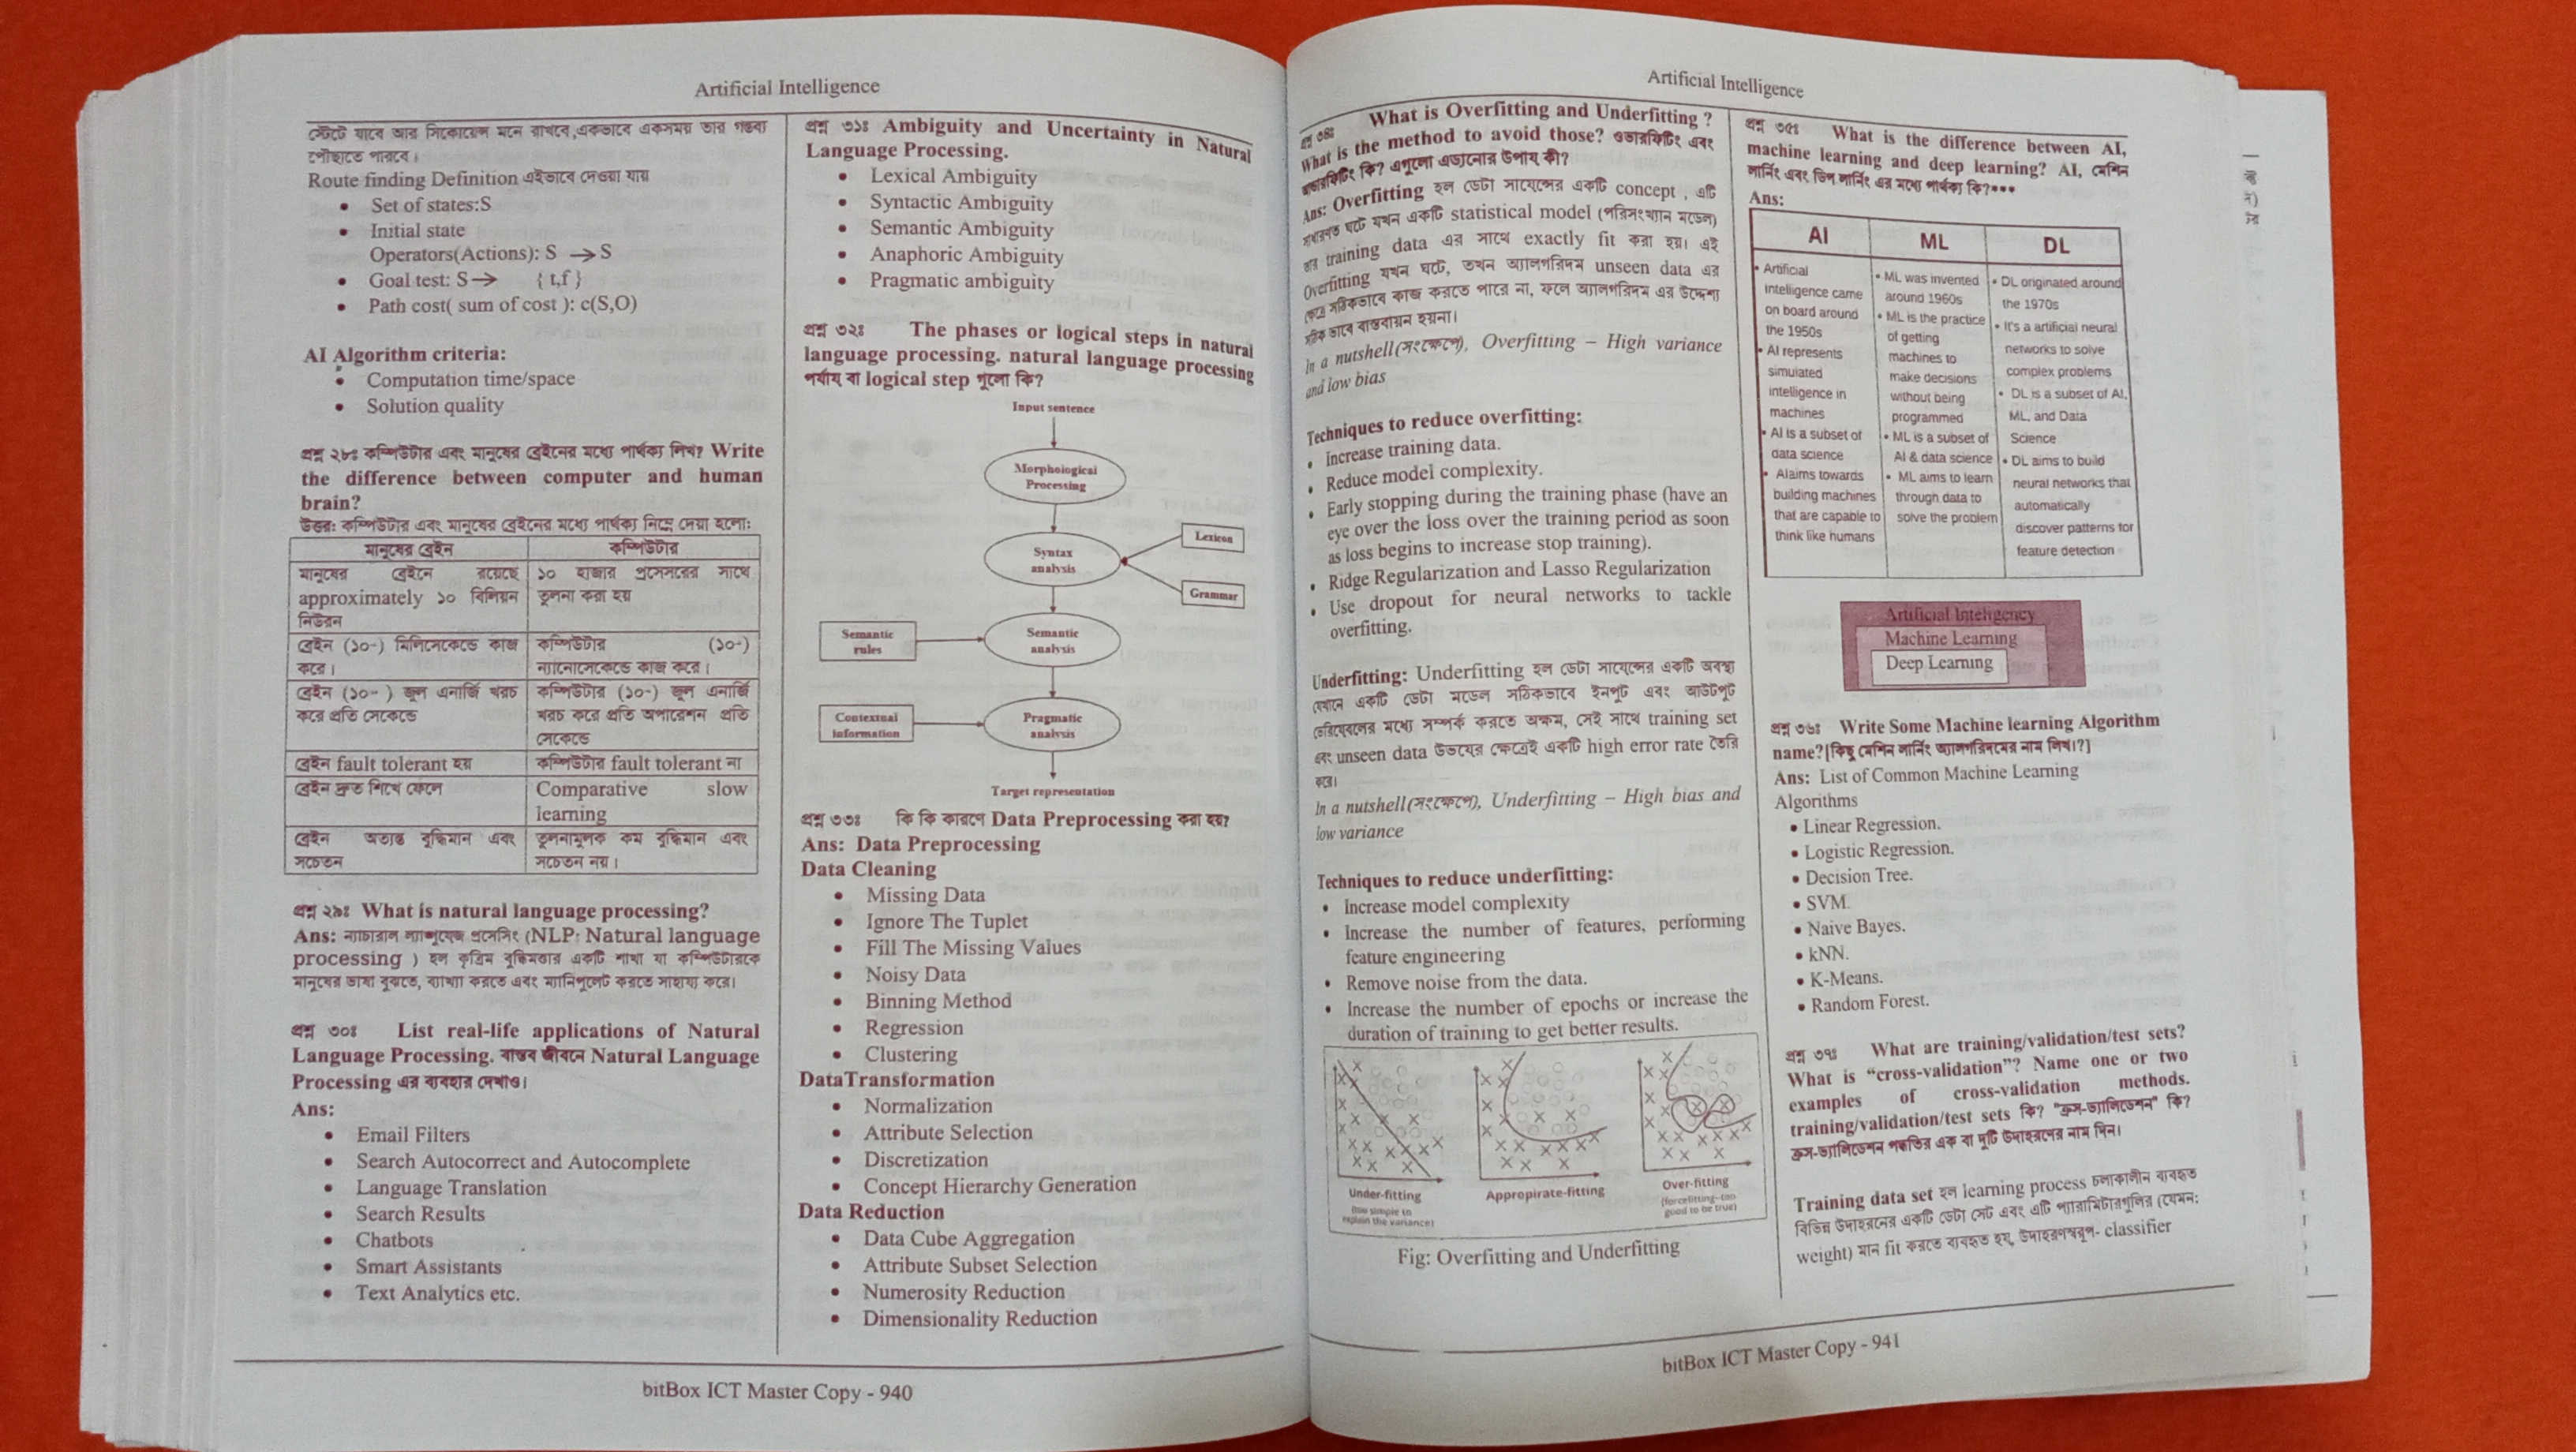 Artificial Intelligence
স্টেটে যাবে আর সিকোয়েন্স মনে রাখবে,একভাবে একসময় তার গন্তব্য
পৌছাতে পারবে।
Route finding Definition এইভাবে দেওয়া যায়
• Set of states:S
• Initial state
Operators(Actions): S →S
• Goal test: S→ { t,f }
• Path cost( sum of cost ): c(S,O)
AI Algorithm criteria:
• Computation time/space
• Solution quality
প্রশ্ন ২৮ঃ কম্পিউটার এবং মানুষের ব্রেইনের মধ্যে পার্থক্য লিখ? Write
the difference between computer and human
brain?
উত্তর: কম্পিউটার এবং মানুষের ব্রেইনের মধ্যে পার্থক্য নিম্নে দেয়া হলো:
মানুষের ব্রেইন কম্পিউটার
মানুষের ব্রেইনে রয়েছে
approximately ১০ বিলিয়ন
নিউরন
১০ হাজার প্রসেসরের সাথে
তুলনা করা হয়
ব্রেইন (১০-) মিলিসেকেন্ডে কাজ
করে।
কম্পিউটার (১০-)
ন্যানোসেকেন্ডে কাজ করে।
ব্রেইন (১০- ) জুল এনার্জি খরচ
করে প্রতি সেকেন্ডে
কম্পিউটার (১০-) জুল এনার্জি
খরচ করে প্রতি অপারেশন প্রতি
সেকেন্ডে
ব্রেইন fault tolerant হয়
কম্পিউটার fault tolerant না
ব্রেইন দ্রুত শিখে ফেলে
Comparative slow
learning
ব্রেইন অত্যন্ত বুদ্ধিমান এবং
সচেতন
তুলনামূলক কম বুদ্ধিমান এবং
সচেতন নয়।
প্রশ্ন ২৯ঃ What is natural language processing?
Ans: ন্যাচারাল ল্যাঙ্গুয়েজ প্রসেসিং (NLP: Natural language
processing ) হল কৃত্রিম বুদ্ধিমত্তার একটি শাখা যা কম্পিউটারকে
মানুষের ভাষা বুঝতে, ব্যাখ্যা করতে এবং ম্যানিপুলেট করতে সাহায্য করে।
প্রশ্ন ৩০ঃ List real-life applications of Natural
Language Processing. বাস্তব জীবনে Natural Language
Processing এর ব্যবহার দেখাও।
Ans:
• Email Filters
• Search Autocorrect and Autocomplete
• Language Translation
• Search Results
• Chatbots
• Smart Assistants
• Text Analytics etc.
প্রশ্ন ৩১ঃ Ambiguity and Uncertainty in Natural
Language Processing.
• Lexical Ambiguity
• Syntactic Ambiguity
• Semantic Ambiguity
• Anaphoric Ambiguity
• Pragmatic ambiguity
প্রশ্ন ৩২ঃ The phases or logical steps in natural
language processing. natural language processing
পর্যায় বা logical step গুলো কি?
Input sentence
Morphological
Processing
Syntax
analysis
Lexicon
Grammar
Semantic
rules
Semantic
analysis
Contextual
information
Pragmatic
analysis
Target representation
প্রশ্ন ৩৩ঃ কি কি কারণে Data Preprocessing করা হয়?
Ans: Data Preprocessing
Data Cleaning
• Missing Data
• Ignore The Tuplet
• Fill The Missing Values
• Noisy Data
• Binning Method
• Regression
• Clustering
DataTransformation
• Normalization
• Attribute Selection
• Discretization
• Concept Hierarchy Generation
Data Reduction
• Data Cube Aggregation
• Attribute Subset Selection
• Numerosity Reduction
• Dimensionality Reduction
bitBox ICT Master Copy - 940
Artificial Intelligence
প্রশ্ন ৩৪ঃ What is Overfitting and Underfitting ?
What is the method to avoid those? ওভারফিটিং এবং
আন্ডারফিটিং কি? এগুলো এড়ানোর উপায় কী?
Ans: Overfitting হল ডেটা সায়েন্সের একটি concept , এটি
সাধারণত ঘটে যখন একটি statistical model (পরিসংখ্যান মডেল)
তার training data এর সাথে exactly fit করা হয়। এই
Overfitting যখন ঘটে, তখন অ্যালগরিদম unseen data এর
ক্ষেত্রে সঠিকভাবে কাজ করতে পারে না, ফলে অ্যালগরিদম এর উদ্দেশ্য
সঠিক ভাবে বাস্তবায়ন হয়না।
In a nutshell(সংক্ষেপে), Overfitting – High variance
and low bias
Techniques to reduce overfitting:
• Increase training data.
• Reduce model complexity.
• Early stopping during the training phase (have an
eye over the loss over the training period as soon
as loss begins to increase stop training).
• Ridge Regularization and Lasso Regularization
• Use dropout for neural networks to tackle
overfitting.
Underfitting: Underfitting হল ডেটা সায়েন্সের একটি অবস্থা
যেখানে একটি ডেটা মডেল সঠিকভাবে ইনপুট এবং আউটপুট
ভেরিয়েবলের মধ্যে সম্পর্ক করতে অক্ষম, সেই সাথে training set
এবং unseen data উভয়ের ক্ষেত্রেই একটি high error rate তৈরি
করে।
In a nutshell(সংক্ষেপে), Underfitting – High bias and
low variance
Techniques to reduce underfitting:
• Increase model complexity
• Increase the number of features, performing
feature engineering
• Remove noise from the data.
• Increase the number of epochs or increase the
duration of training to get better results.
Under-fitting
(too simple to
explain the variance)
Appropirate-fitting
Over-fitting
(forcefitting--too
good to be true)
Fig: Overfitting and Underfitting
প্রশ্ন ৩৫ঃ What is the difference between AI,
machine learning and deep learning? AI, মেশিন
লার্নিং এবং ডিপ লার্নিং এর মধ্যে পার্থক্য কি?•••
Ans:
AI ML DL
• Artificial
intelligence came
on board around
the 1950s
• AI represents
simulated
intelligence in
machines
• AI is a subset of
data science
• AIaims towards
building machines
that are capable to
think like humans
• ML was invented
around 1960s
• ML is the practice
of getting
machines to
make decisions
without being
programmed
• ML is a subset of
AI & data science
• ML aims to learn
through data to
solve the problem
• DL originated around
the 1970s
• It's a artificial neural
networks to solve
complex problems
• DL is a subset of AI,
ML, and Data
Science
• DL aims to build
neural networks that
automatically
discover patterns for
feature detection
Artificial Inteligency
Machine Learning
Deep Learning
প্রশ্ন ৩৬ঃ Write Some Machine learning Algorithm
name?[কিছু মেশিন লার্নিং অ্যালগরিদমের নাম লিখ।?]
Ans: List of Common Machine Learning
Algorithms
• Linear Regression.
• Logistic Regression.
• Decision Tree.
• SVM.
• Naive Bayes.
• kNN.
• K-Means.
• Random Forest.
প্রশ্ন ৩৭ঃ What are training/validation/test sets?
What is “cross-validation”? Name one or two
examples of cross-validation methods.
training/validation/test sets কি? "ক্রস-ভ্যালিডেশন" কি?
ক্রস-ভ্যালিডেশন পদ্ধতির এক বা দুটি উদাহরণের নাম দিন।
Training data set হল learning process চলাকালীন ব্যবহৃত
বিভিন্ন উদাহরনের একটি ডেটা সেট এবং এটি প্যারামিটারগুলির (যেমন:
weight) মান fit করতে ব্যবহৃত হয়, উদাহরণস্বরূপ- classifier
bitBox ICT Master Copy - 941